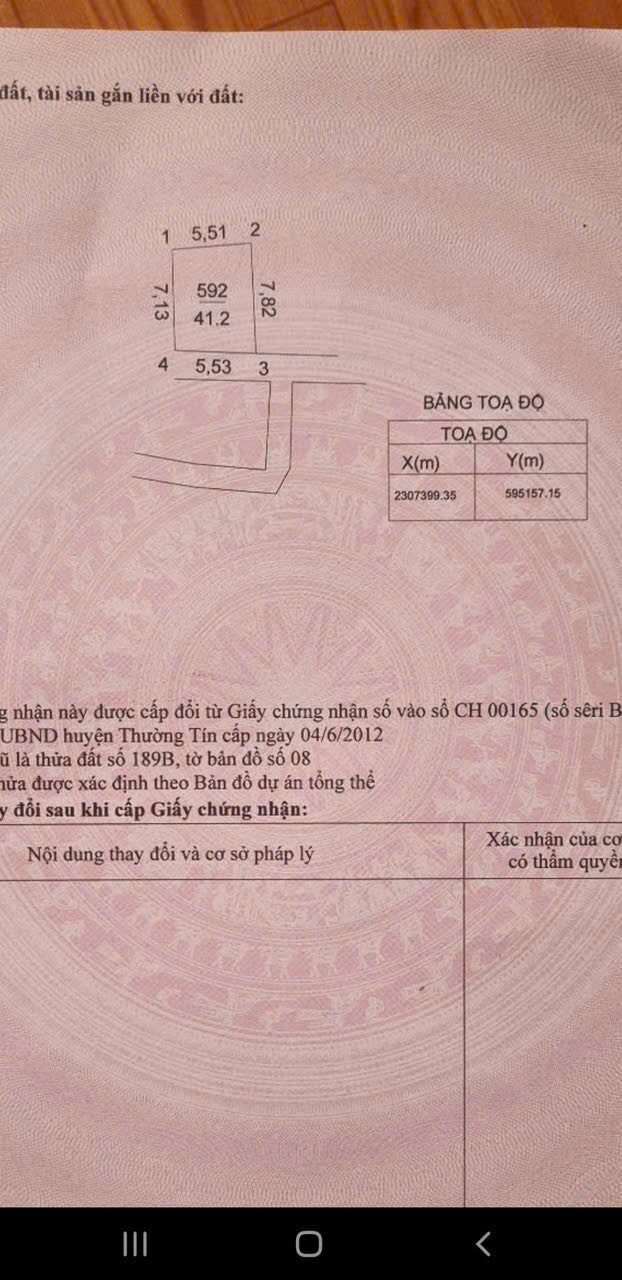 đất, tài sản gắn liền với đất:
1 5,51 2
7,13
592
41.2
7,82
4 5,53 3
BẢNG TOẠ ĐỘ
TOẠ ĐỘ
X(m) Y(m)
2307399.35 595157.15
g nhận này được cấp đổi từ Giấy chứng nhận số vào sổ CH 00165 (số sêri B
UBND huyện Thường Tín cấp ngày 04/6/2012
ũ là thửa đất số 189B, tờ bản đồ số 08
hửa được xác định theo Bản đồ dự án tổng thể
y đổi sau khi cấp Giấy chứng nhận:
Nội dung thay đổi và cơ sở pháp lý
Xác nhận của cơ
có thẩm quyền